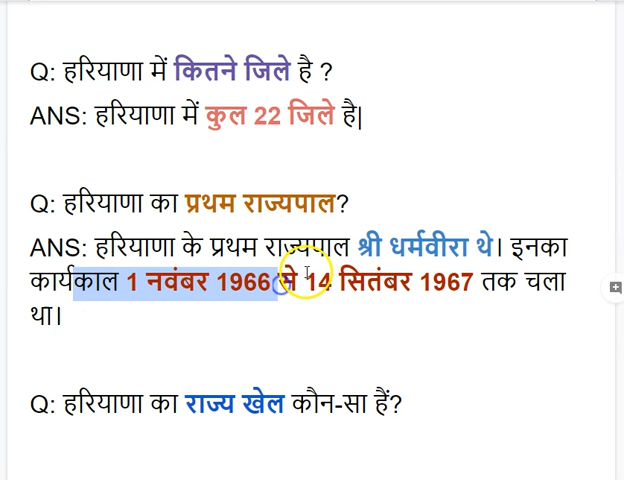 Q: हरियाणा में कितने जिले है ?
ANS: हरियाणा में कुल 22 जिले है|
Q: हरियाणा का प्रथम राज्यपाल?
ANS: हरियाणा के प्रथम राज्यपाल श्री धर्मवीरा थे। इनका
कार्यकाल 1 नवंबर 1966 से 14 सितंबर 1967 तक चला
था।
Q: हरियाणा का राज्य खेल कौन-सा हैं?